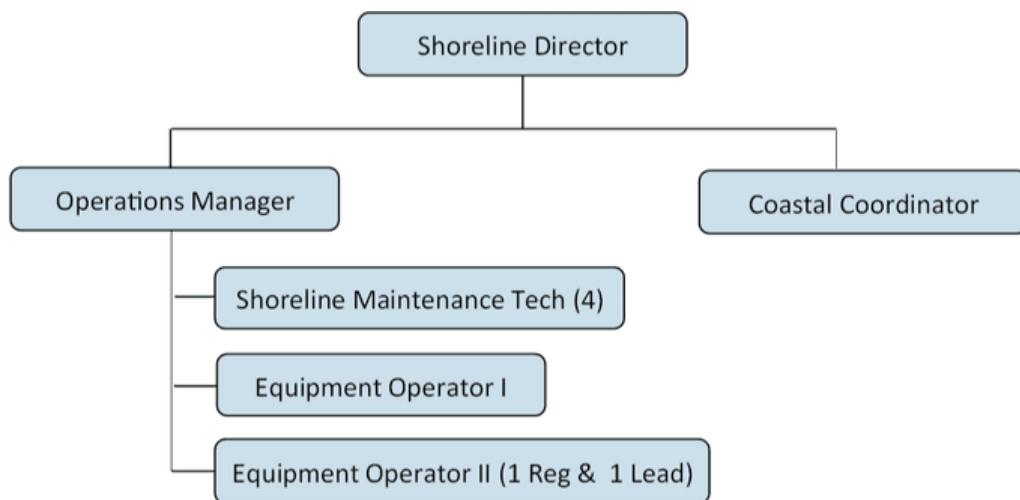 Shoreline Director
Operations Manager
Coastal Coordinator
Shoreline Maintenance Tech (4)
Equipment Operator I
Equipment Operator II (1 Reg & 1 Lead)